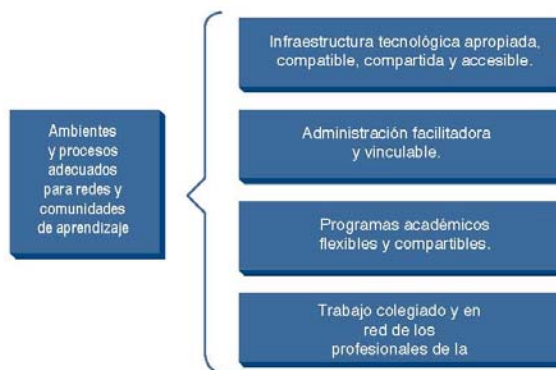 Ambientes
y procesos
adecuados
para redes y
comunidades
de aprendizaje
Infraestructura tecnológica apropiada,
compatible, compartida y accesible.
Administración facilitadora
y vinculable.
Programas académicos
flexibles y compartibles.
Trabajo colegiado y en
red de los
profesionales de la